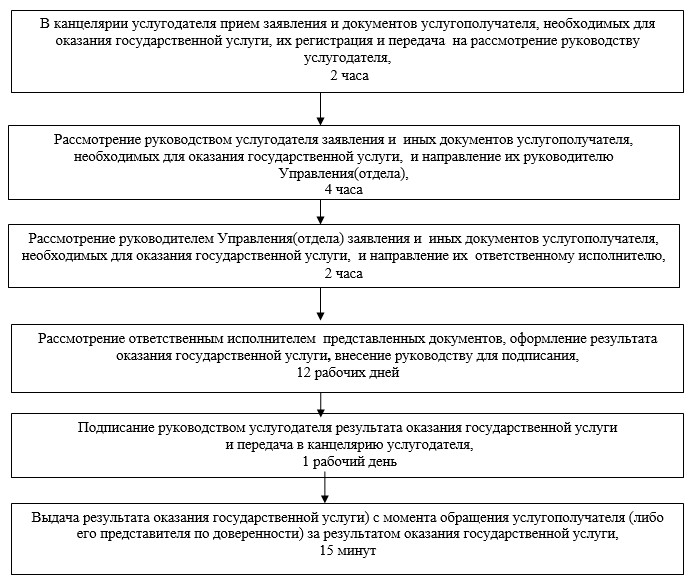 В канцелярии услугодателя прием заявления и документов услугополучателя, необходимых для
оказания государственной услуги, их регистрация и передача на рассмотрение руководству
услугодателя,
2 часа
Рассмотрение руководством услугодателя заявления и иных документов услугополучателя,
необходимых для оказания государственной услуги, и направление их руководителю
Управления(отдела),
4 часа
Рассмотрение руководителем Управления(отдела) заявления и иных документов услугополучателя,
необходимых для оказания государственной услуги, и направление их ответственному исполнителю,
2 часа
Рассмотрение ответственным исполнителем представленных документов, оформление результата
оказания государственной услуги, внесение руководству для подписания,
12 рабочих дней
Подписание руководством услугодателя результата оказания государственной услуги
и передача в канцелярию услугодателя,
1 рабочий день
Выдача результата оказания государственной услуги) с момента обращения услугополучателя (либо
его представителя по доверенности) за результатом оказания государственной услуги,
15 минут